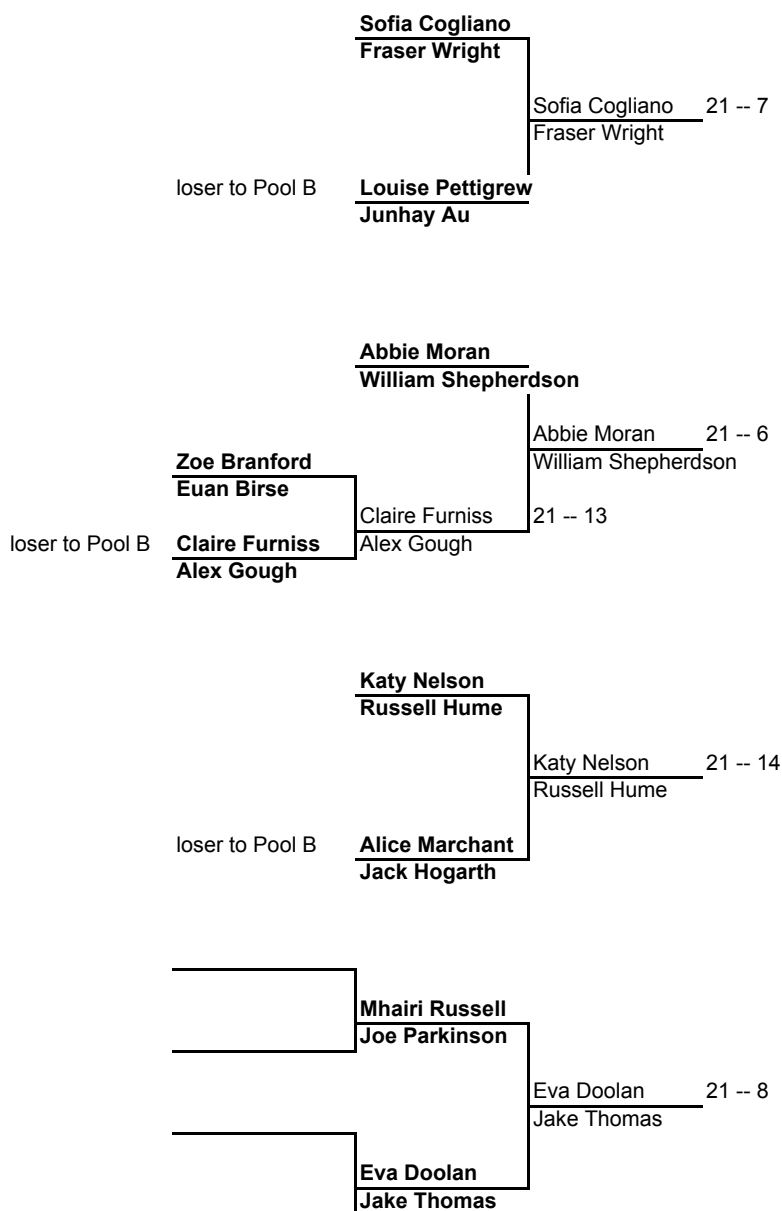 Sofia Cogliano
Fraser Wright
Sofia Cogliano 21 -- 7
Fraser Wright
loser to Pool B Louise Pettigrew
Junhay Au
Abbie Moran
William Shepherdson
Abbie Moran 21 -- 6
Zoe Branford William Shepherdson
Euan Birse
Claire Furniss 21 -- 13
loser to Pool B Claire Furniss Alex Gough
Alex Gough
Katy Nelson
Russell Hume
Katy Nelson 21 -- 14
Russell Hume
loser to Pool B Alice Marchant
Jack Hogarth
Mhairi Russell
Joe Parkinson
Eva Doolan 21 -- 8
Jake Thomas
Eva Doolan
Jake Thomas